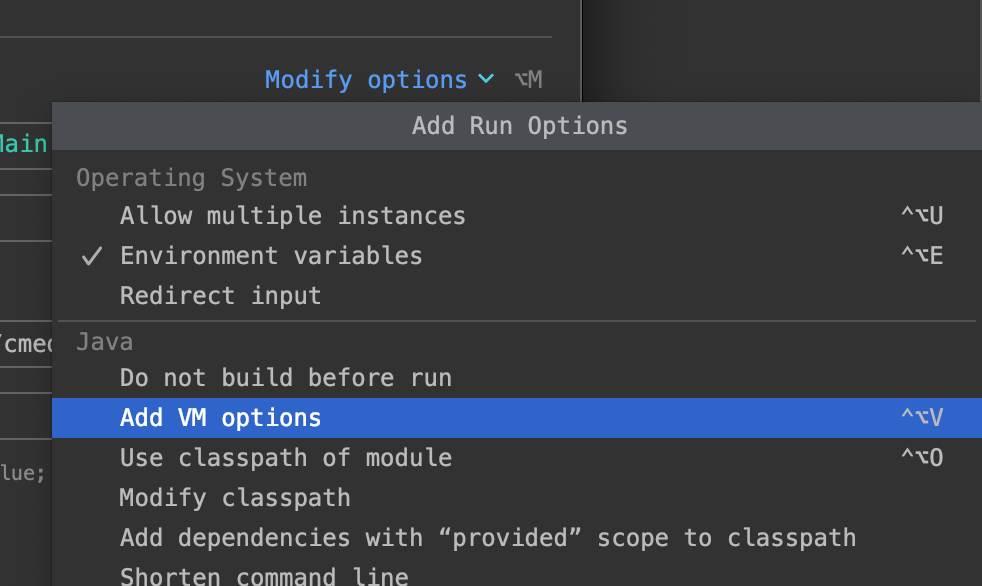 Modify options ⌥M
Add Run Options
Main
Operating System
Allow multiple instances ^⌥U
✓ Environment variables ^⌥E
Redirect input
/cmed
Java
Do not build before run
Add VM options ^⌥V
Use classpath of module ^⌥O
lue;
Modify classpath
Add dependencies with “provided” scope to classpath
Shorten command line